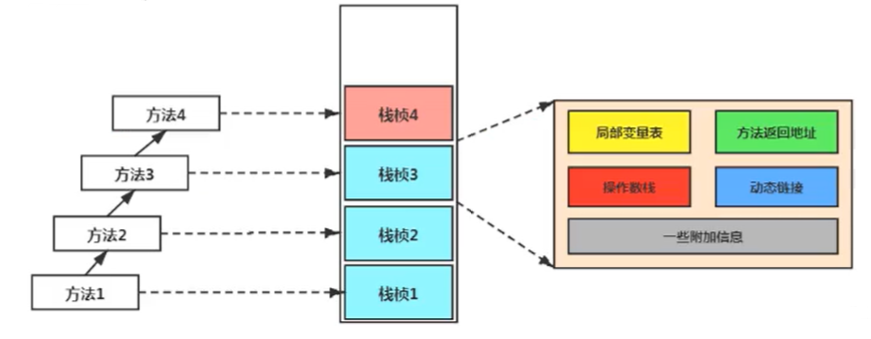 方法4
栈桢4
方法3
栈桢3
方法2
栈桢2
方法1
栈桢1
局部变量表
方法返回地址
操作数栈
动态链接
一些附加信息